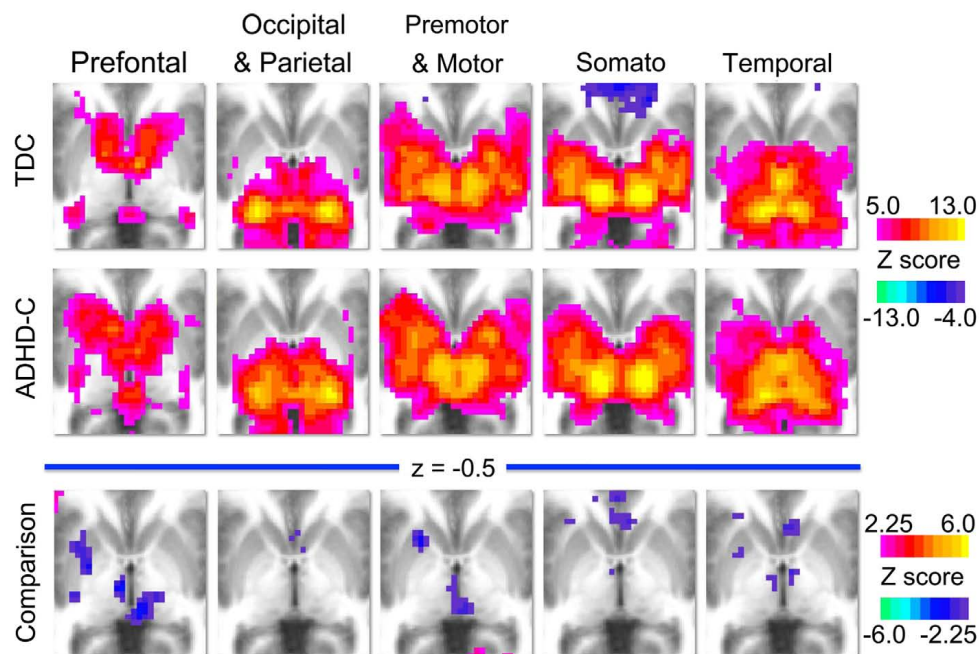 Occipital
& Parietal
Premotor
& Motor
Prefontal
Somato
Temporal
TDC
5.0 13.0
Z score
-13.0 -4.0
ADHD-C
z = -0.5
Comparison
2.25 6.0
Z score
-6.0 -2.25